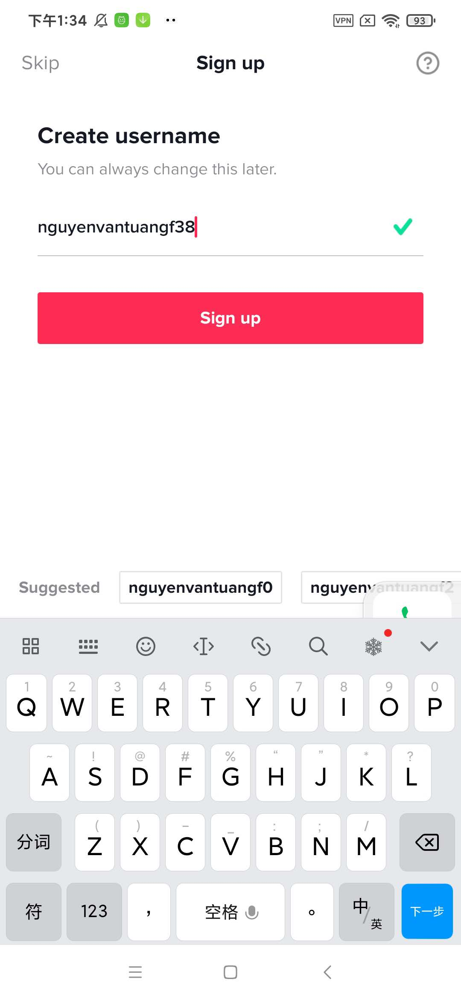 下午1:34
VPN
93
Skip
Sign up
Create username
You can always change this later.
nguyenvantuangf38
Sign up
Suggested
nguyenvantuangf0
nguyenvantuangf2
1 2 3 4 5 6 7 8 9 0
Q W E R T Y U I O P
~ ! @ # % “ ” * ?
A S D F G H J K L
( ) – _ : ; /
分词 Z X C V B N M
符 123 , 空格 。 中/英 下一步